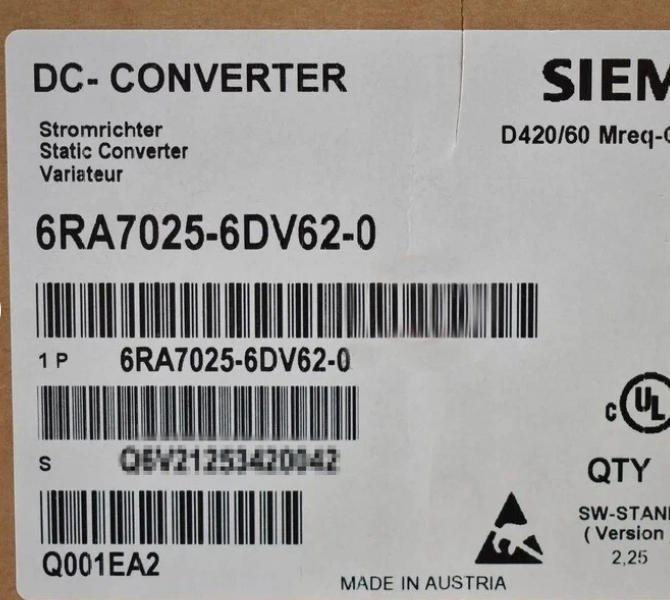 DC- CONVERTER
SIEM
Stromrichter
Static Converter
Variateur
D420/60 Mreq-G
6RA7025-6DV62-0
1 P 6RA7025-6DV62-0
S
c UL
QTY
Q001EA2
SW-STAN
( Version
2,25
MADE IN AUSTRIA